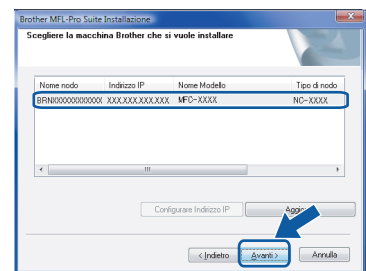 Brother MFL-Pro Suite Installazione
Scegliere la macchina Brother che si vuole installare
Nome nodo Indirizzo IP Nome Modello Tipo di nodo
XXX.XXX.XXX.XXX MFC-XXXX NC-XXXX
Configurare Indirizzo IP
< Indietro Avanti > Annulla